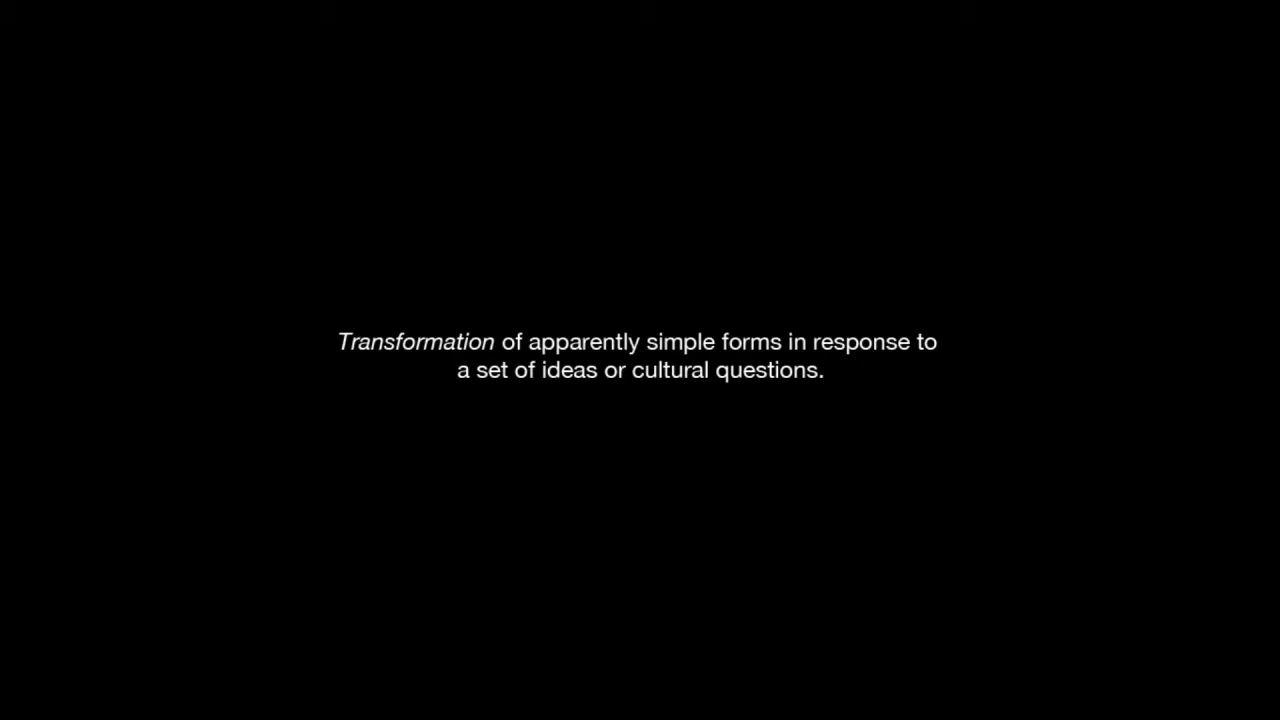 Transformation of apparently simple forms in response to
a set of ideas or cultural questions.